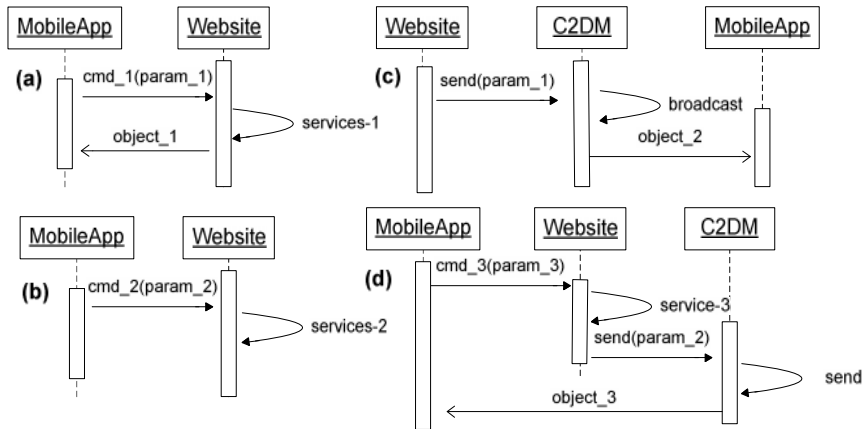 MobileApp
Website
(a)
cmd_1(param_1)
services-1
object_1
Website
C2DM
MobileApp
(c)
send(param_1)
broadcast
object_2
MobileApp
Website
(b)
cmd_2(param_2)
services-2
MobileApp
Website
C2DM
(d)
cmd_3(param_3)
service-3
send(param_2)
send
object_3